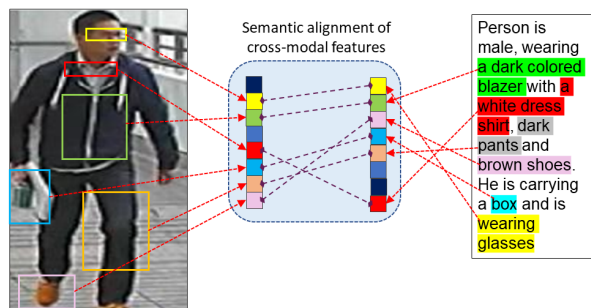 Semantic alignment of
cross-modal features
Person is
male, wearing
a dark colored
blazer with a
white dress
shirt, dark
pants and
brown shoes.
He is carrying
a box and is
wearing
glasses